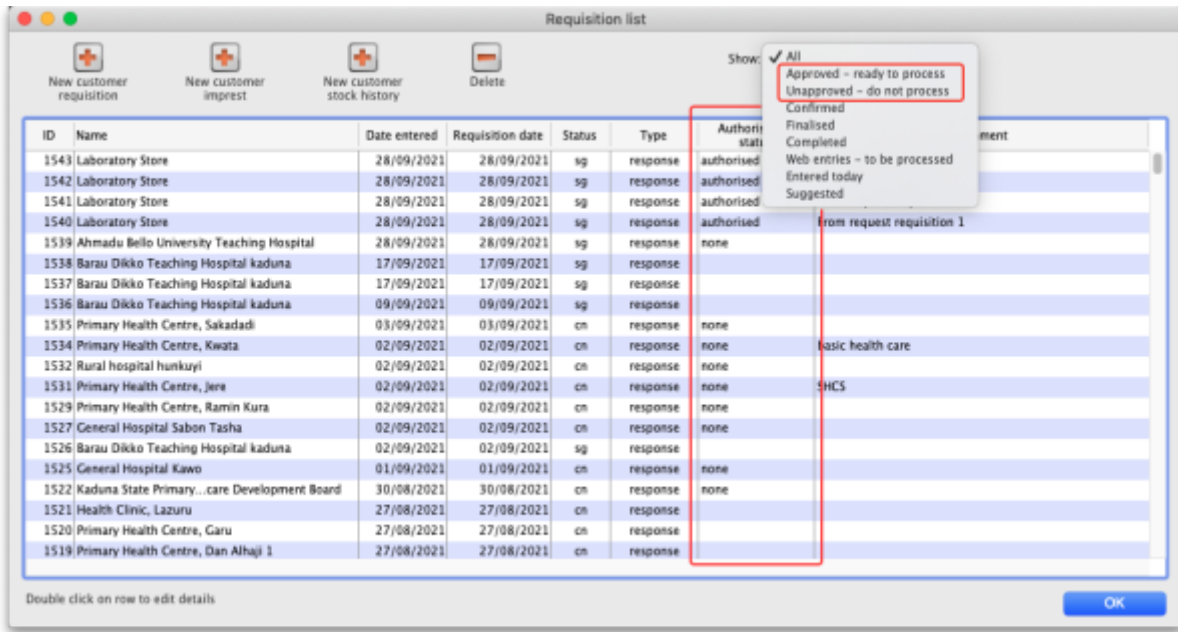 Requisition list
New customer requisition
New customer imprest
New customer stock history
Delete
Show: ✓ All
Approved – ready to process
Unapproved – do not process
Confirmed
Finalised
Completed
Web entries – to be processed
Entered today
Suggested
ID Name Date entered Requisition date Status Type
1543 Laboratory Store 28/09/2021 28/09/2021 sg response authorised
1542 Laboratory Store 28/09/2021 28/09/2021 sg response authorised
1541 Laboratory Store 28/09/2021 28/09/2021 sg response authorised
1540 Laboratory Store 28/09/2021 28/09/2021 sg response authorised From request requisition 1
1539 Ahmadu Bello University Teaching Hospital 28/09/2021 28/09/2021 sg response none
1538 Barau Dikko Teaching Hospital kaduna 17/09/2021 17/09/2021 sg response
1537 Barau Dikko Teaching Hospital kaduna 17/09/2021 17/09/2021 sg response
1536 Barau Dikko Teaching Hospital kaduna 09/09/2021 09/09/2021 sg response
1535 Primary Health Centre, Sakadadi 03/09/2021 03/09/2021 cn response none
1534 Primary Health Centre, Kwata 02/09/2021 02/09/2021 cn response none basic health care
1532 Rural hospital hunkuyi 02/09/2021 02/09/2021 cn response none
1531 Primary Health Centre, Jere 02/09/2021 02/09/2021 cn response none SHCS
1529 Primary Health Centre, Ramin Kura 02/09/2021 02/09/2021 cn response none
1527 General Hospital Sabon Tasha 02/09/2021 02/09/2021 cn response none
1526 Barau Dikko Teaching Hospital kaduna 02/09/2021 02/09/2021 sg response
1525 General Hospital Kawo 01/09/2021 01/09/2021 cn response none
1522 Kaduna State Primary...care Development Board 30/08/2021 30/08/2021 cn response none
1521 Health Clinic, Lazuru 27/08/2021 27/08/2021 cn response
1520 Primary Health Centre, Garu 27/08/2021 27/08/2021 cn response
1519 Primary Health Centre, Dan Alhaji 1 27/08/2021 27/08/2021 cn response
Double click on row to edit details
OK